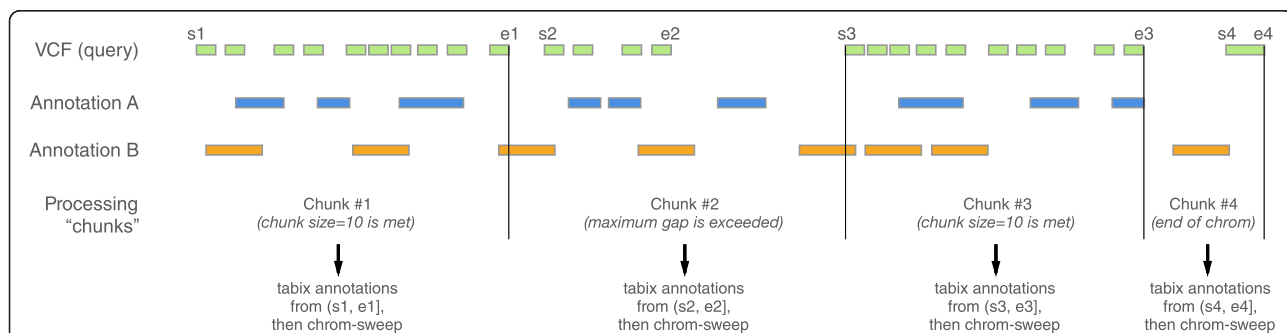 s1 e1 s2 e2 s3 e3 s4 e4
VCF (query)
Annotation A
Annotation B
Processing
“chunks”
Chunk #1
(chunk size=10 is met)
Chunk #2
(maximum gap is exceeded)
Chunk #3
(chunk size=10 is met)
Chunk #4
(end of chrom)
tabix annotations
from (s1, e1],
then chrom-sweep
tabix annotations
from (s2, e2],
then chrom-sweep
tabix annotations
from (s3, e3],
then chrom-sweep
tabix annotations
from (s4, e4],
then chrom-sweep